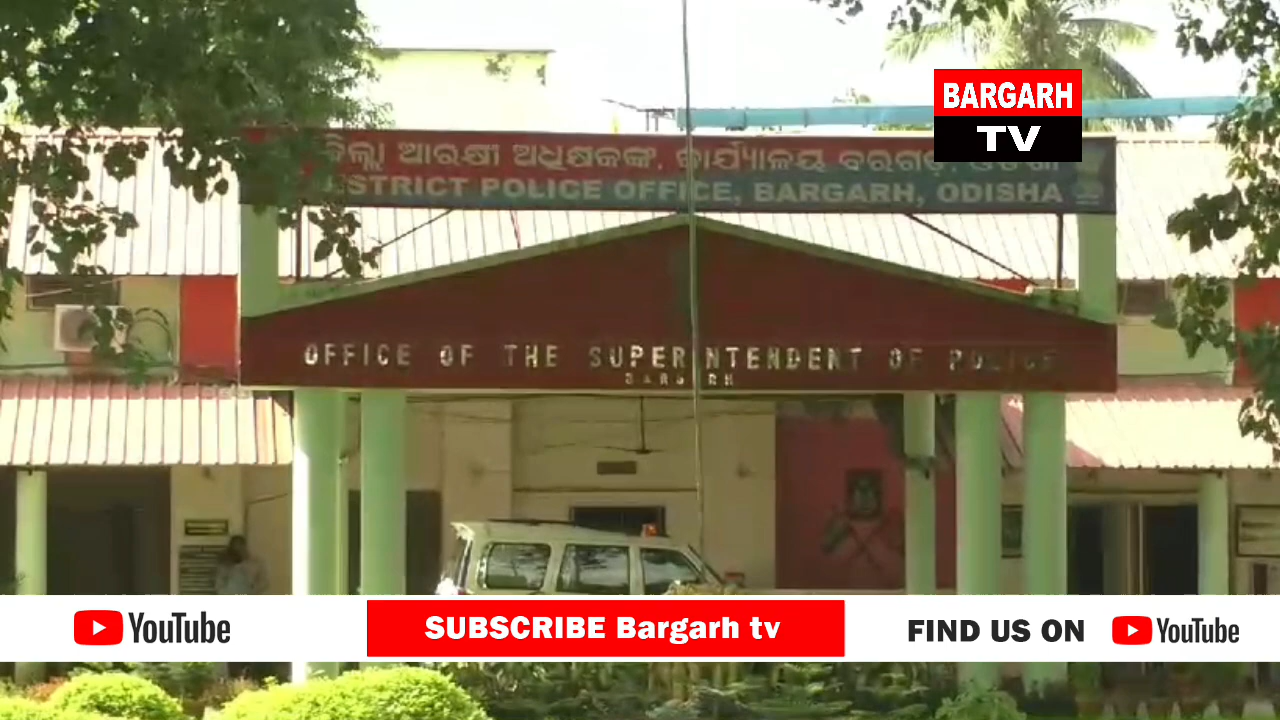 BARGARH
TV
ଜିଲ୍ଲା ଆରକ୍ଷୀ ଅଧିକ୍ଷକଙ୍କ, କାର୍ଯ୍ୟାଳୟ ବରଗଡ଼,
DISTRICT POLICE OFFICE, BARGARH, ODISHA
OFFICE OF THE SUPERINTENDENT OF POLICE
BARGARH
YouTube
SUBSCRIBE Bargarh tv
FIND US ON YouTube